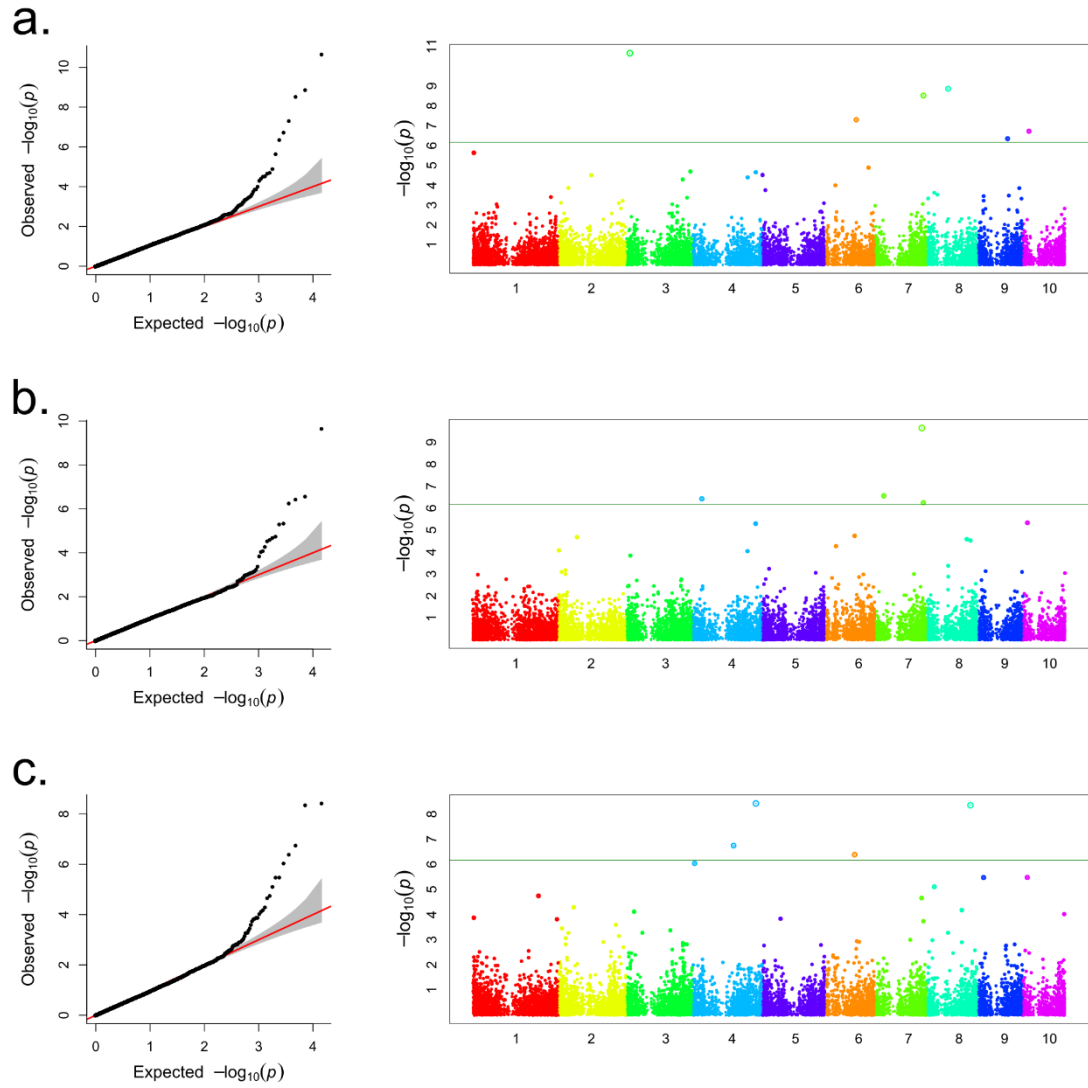 a.
Observed −log10(p)
0 2 4 6 8 10
0 1 2 3 4
Expected −log10(p)
−log10(p)
1 2 3 4 5 6 7 8 9 11
1 2 3 4 5 6 7 8 9 10
b.
Observed −log10(p)
0 2 4 6 8 10
0 1 2 3 4
Expected −log10(p)
−log10(p)
1 2 3 4 5 6 7 8 9
1 2 3 4 5 6 7 8 9 10
c.
Observed −log10(p)
0 2 4 6 8
0 1 2 3 4
Expected −log10(p)
−log10(p)
1 2 3 4 5 6 7 8
1 2 3 4 5 6 7 8 9 10